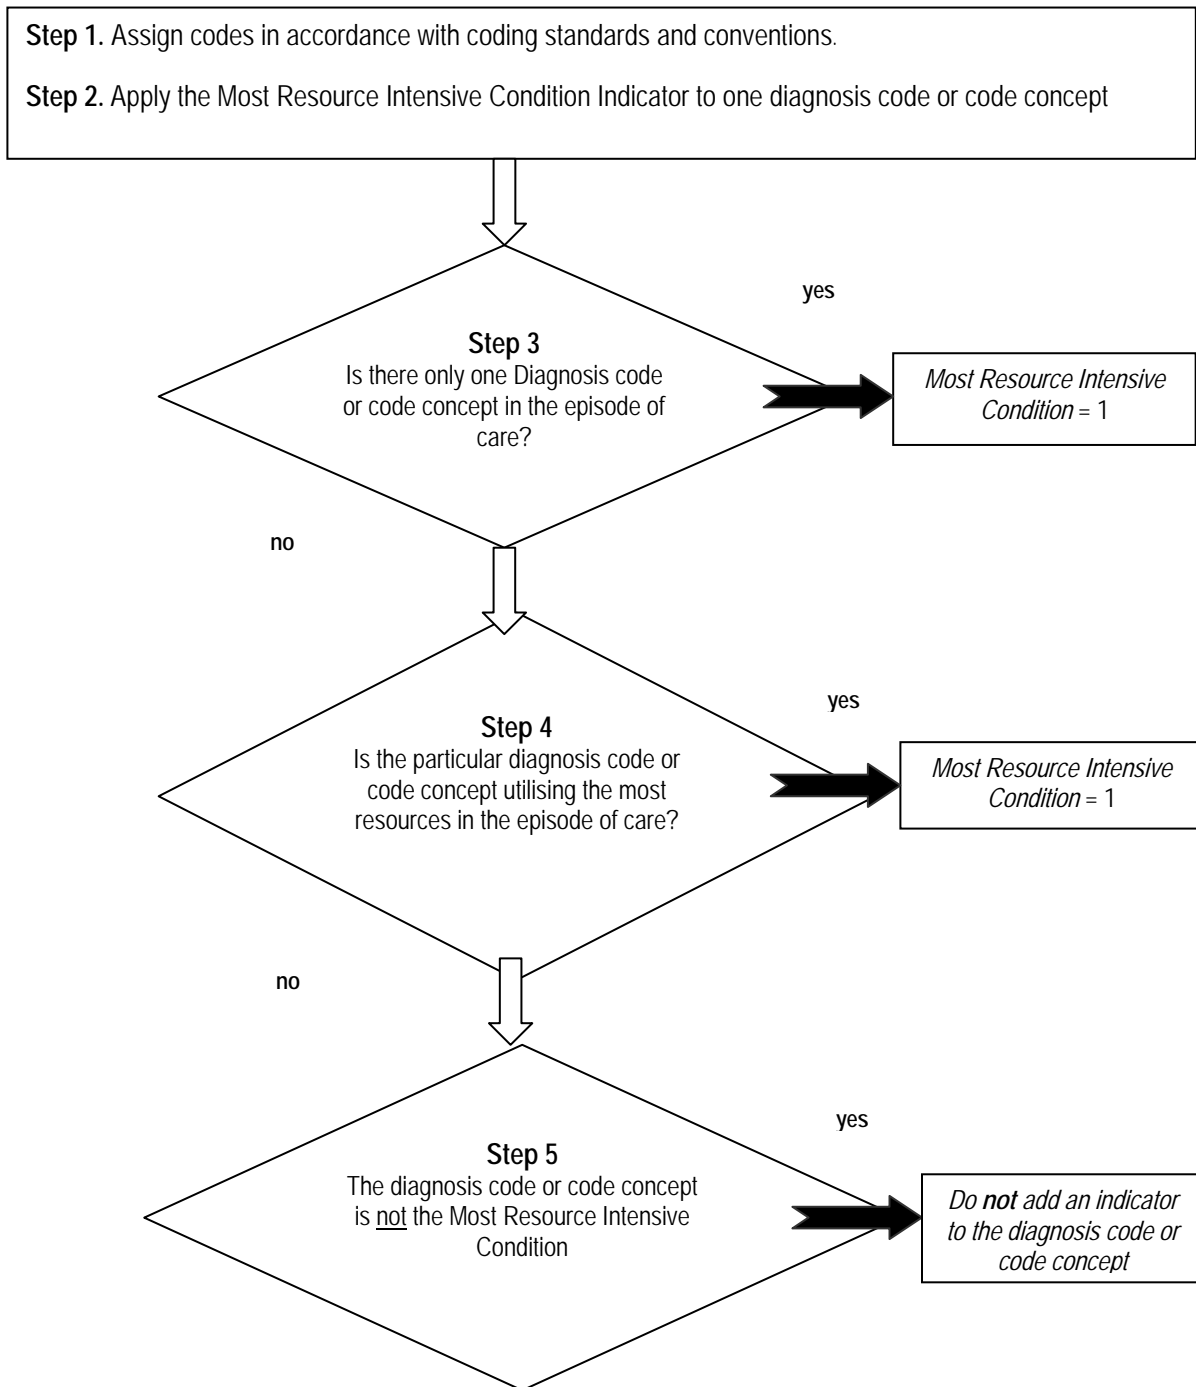 Step 1. Assign codes in accordance with coding standards and conventions.
Step 2. Apply the Most Resource Intensive Condition Indicator to one diagnosis code or code concept
yes
Step 3
Is there only one Diagnosis code
or code concept in the episode of
care?
Most Resource Intensive
Condition = 1
no
yes
Step 4
Is the particular diagnosis code or
code concept utilising the most
resources in the episode of care?
Most Resource Intensive
Condition = 1
no
yes
Step 5
The diagnosis code or code concept
is not the Most Resource Intensive
Condition
Do not add an indicator
to the diagnosis code or
code concept